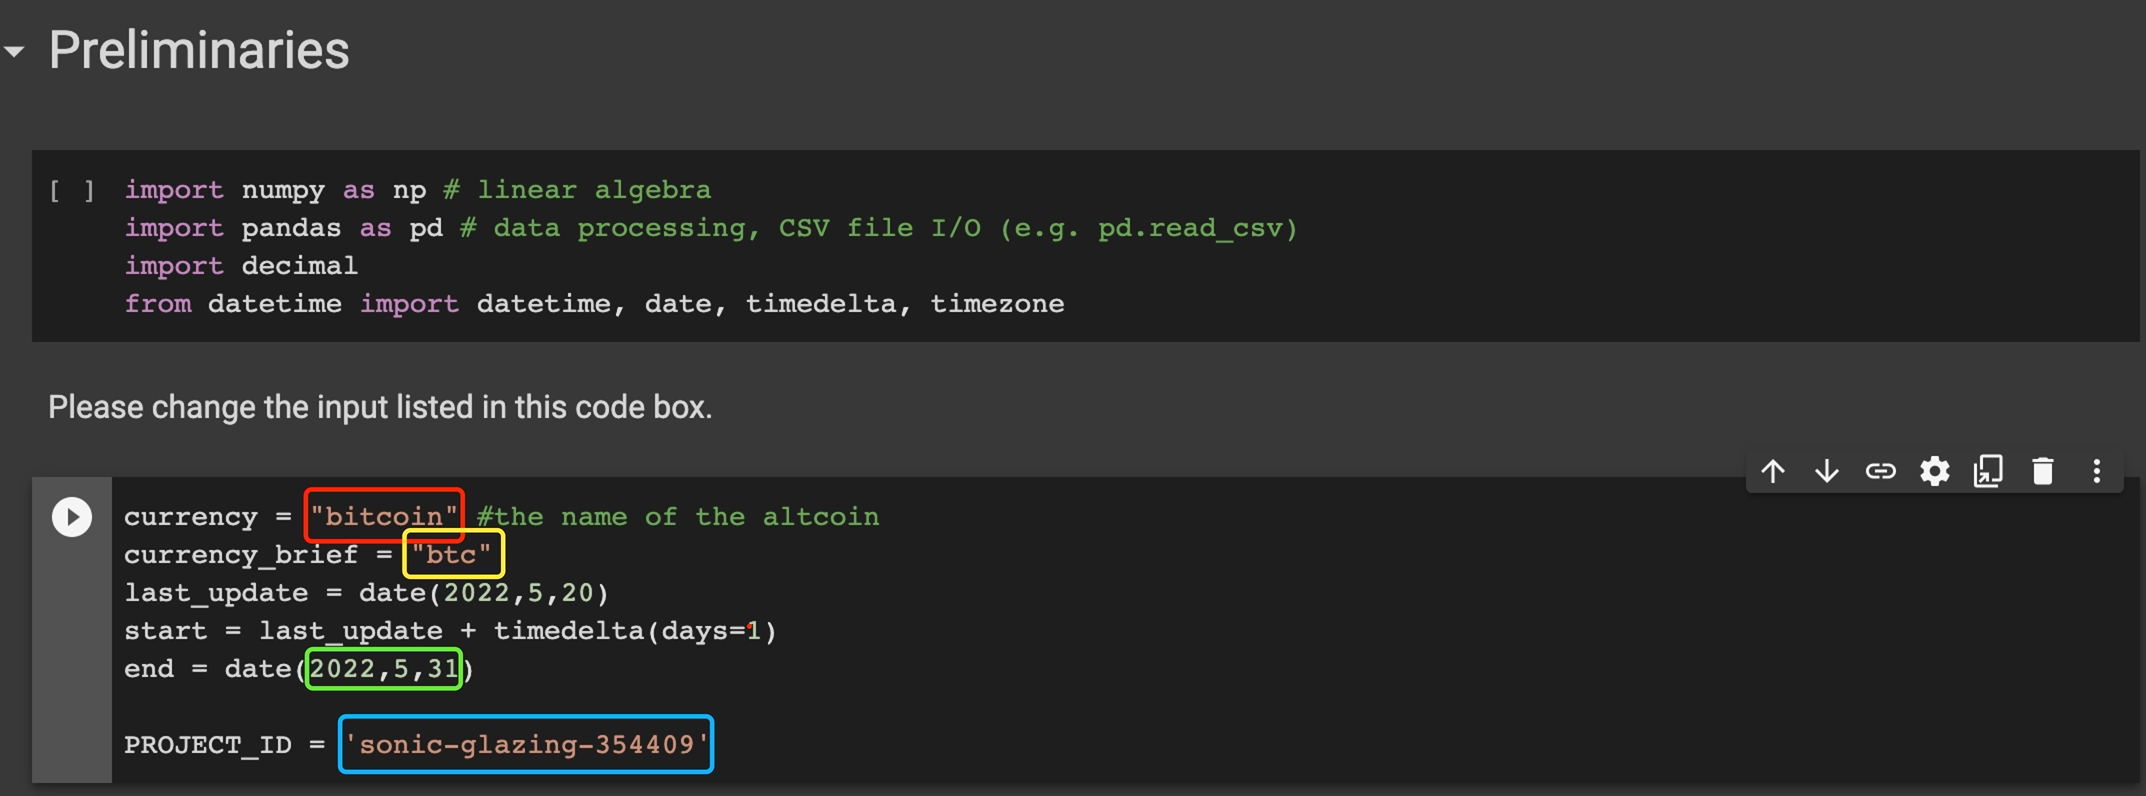 Preliminaries
[ ] import numpy as np # linear algebra
import pandas as pd # data processing, CSV file I/O (e.g. pd.read_csv)
import decimal
from datetime import datetime, date, timedelta, timezone
Please change the input listed in this code box.
currency = "bitcoin" #the name of the altcoin
currency_brief = "btc"
last_update = date(2022,5,20)
start = last_update + timedelta(days=1)
end = date(2022,5,31)
PROJECT_ID = 'sonic-glazing-354409'